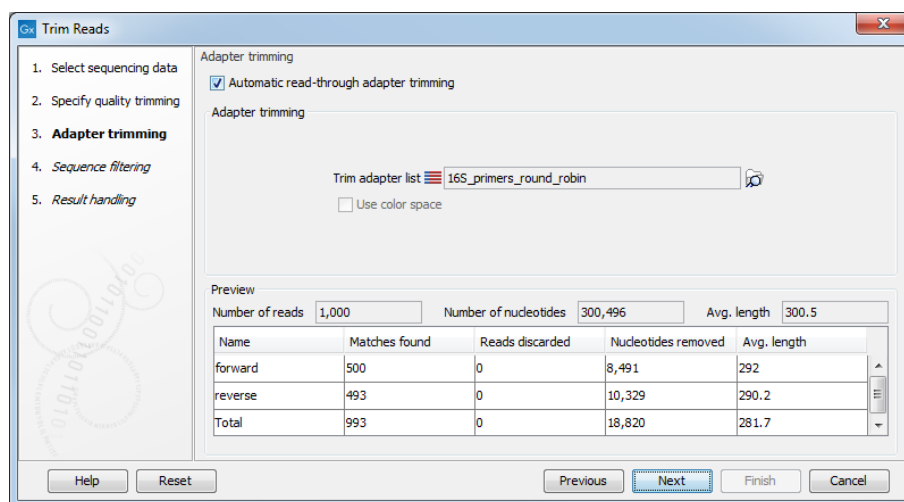 Gx Trim Reads
1. Select sequencing data
2. Specify quality trimming
3. Adapter trimming
4. Sequence filtering
5. Result handling
Adapter trimming
Automatic read-through adapter trimming
Adapter trimming
Trim adapter list 16S_primers_round_robin
Use color space
Preview
Number of reads 1,000 Number of nucleotides 300,496 Avg. length 300.5
Name Matches found Reads discarded Nucleotides removed Avg. length
forward 500 0 8,491 292
reverse 493 0 10,329 290.2
Total 993 0 18,820 281.7
Help Reset Previous Next Finish Cancel